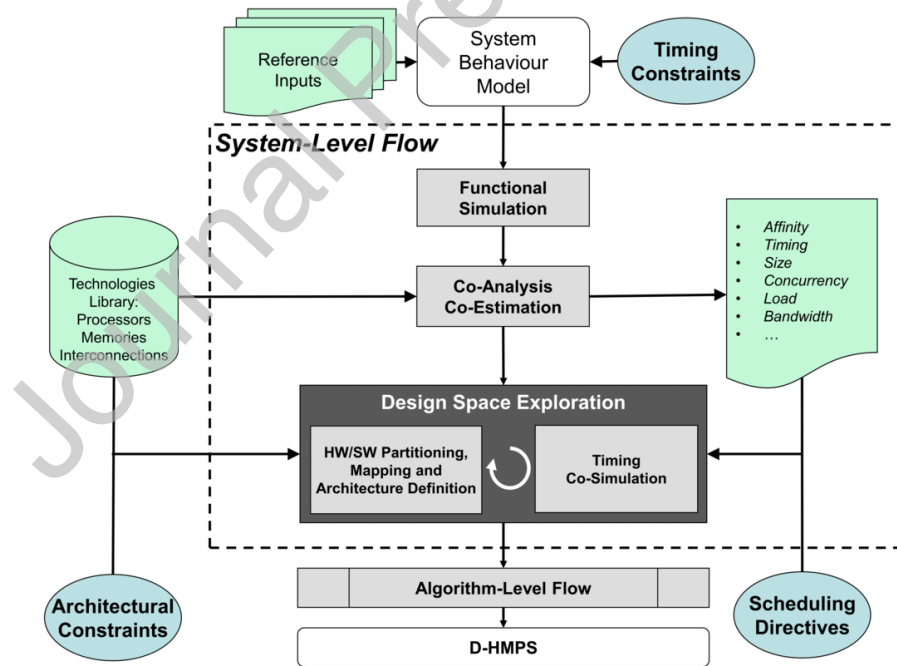 Reference
Inputs
System
Behaviour
Model
Timing
Constraints
System-Level Flow
Functional
Simulation
Technologies
Library:
Processors
Memories
Interconnections
Co-Analysis
Co-Estimation
• Affinity
• Timing
• Size
• Concurrency
• Load
• Bandwidth
• …
Design Space Exploration
HW/SW Partitioning,
Mapping and
Architecture Definition
Timing
Co-Simulation
Architectural
Constraints
Algorithm-Level Flow
Scheduling
Directives
D-HMPS
Journal Pre